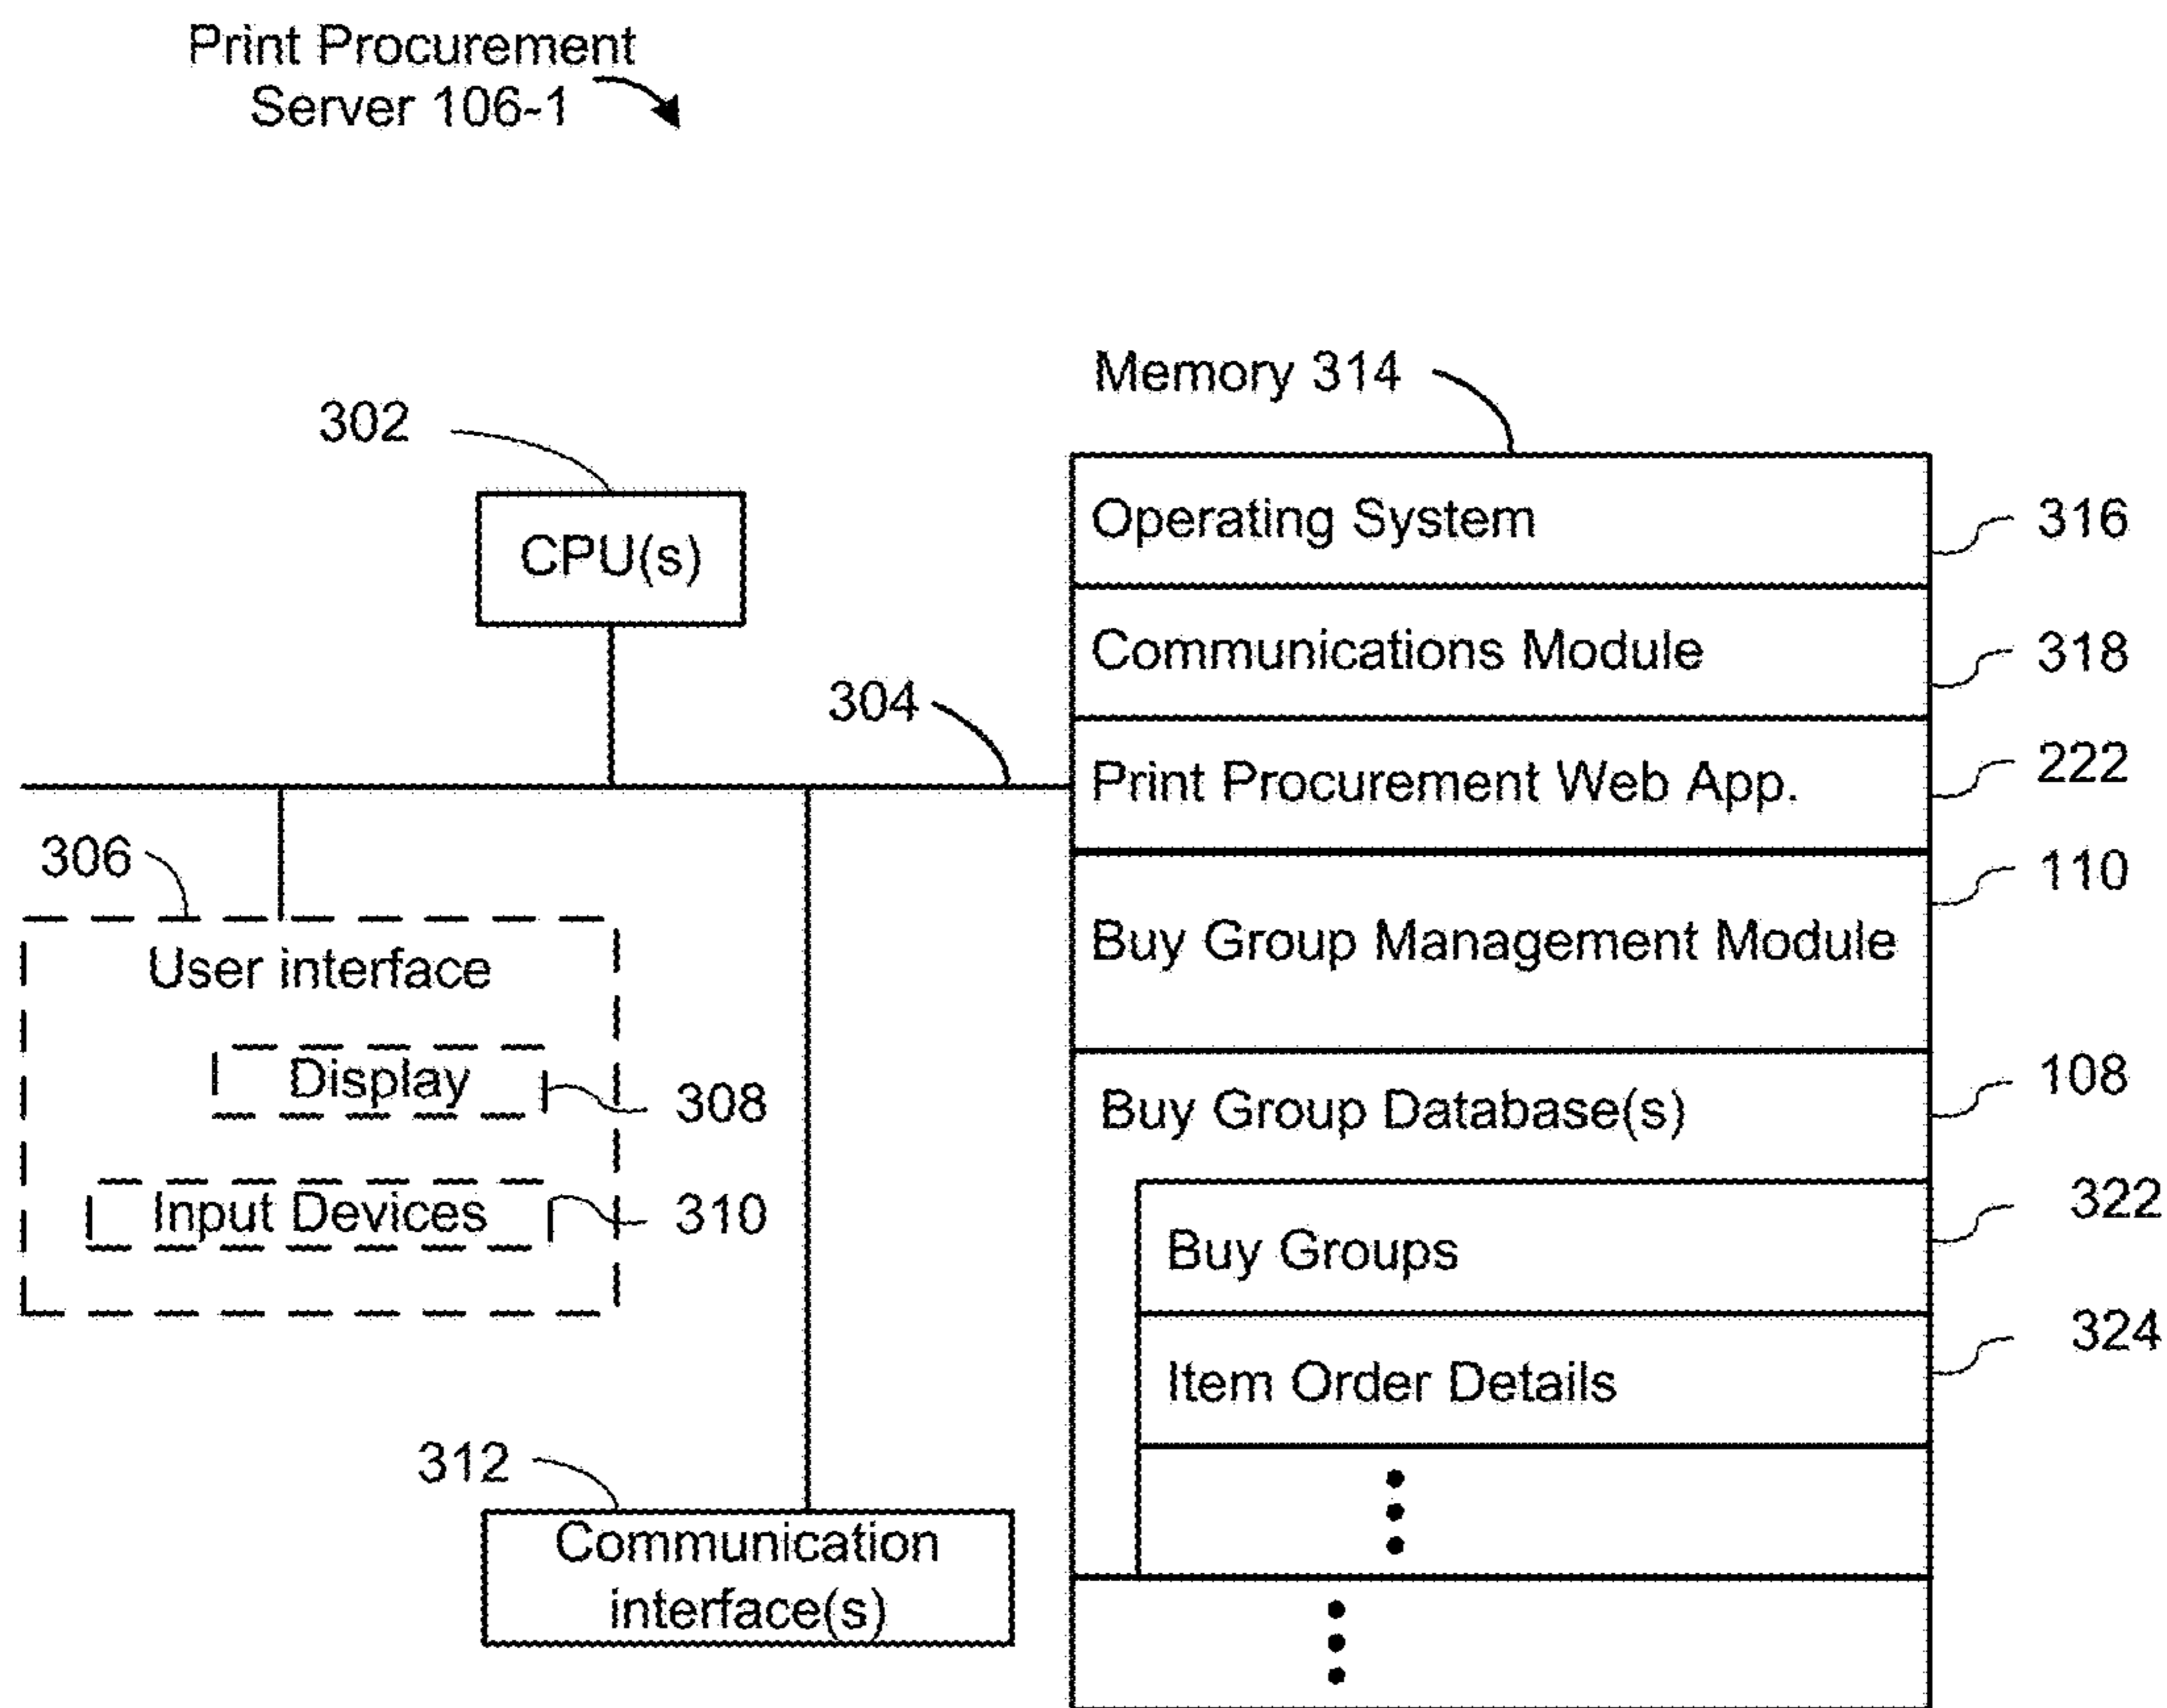 Print Procurement
Server 106-1
Memory 314
302
CPU(s)
304
Operating System
316
Communications Module
318
Print Procurement Web App.
222
Buy Group Management Module
110
Buy Group Database(s)
108
Buy Groups
322
Item Order Details
324
306
User interface
Display
308
Input Devices
310
312
Communication
interface(s)